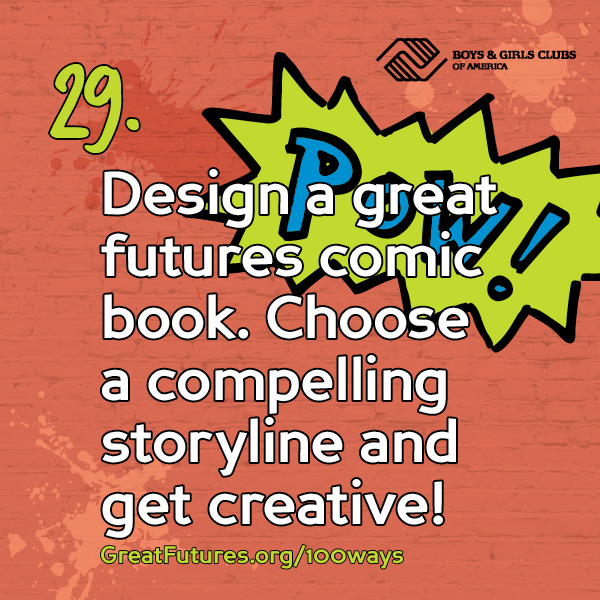 BOYS & GIRLS CLUBS
OF AMERICA
29.
POW!
Design a great
futures comic
book. Choose
a compelling
storyline and
get creative!
GreatFutures.org/100ways